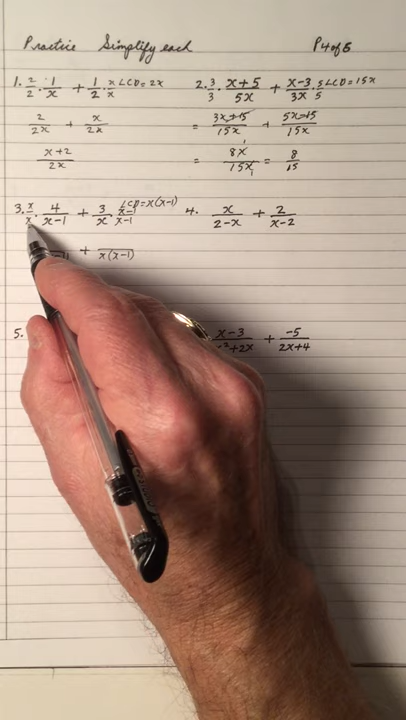 Practice Simplify each P4of5
1. 2/2 · 1/x + 1/2 · x/x LCD=2x
2/2x + x/2x
x+2/2x
2. 3/3 · x+5/5x + x-3/3x · 5/5 LCD=15x
= 3x+15/15x + 5x-15/15x
= 8x/15x = 8/15
3. x/x · 4/x-1 + 3/x · x-1/x-1 LCD=x(x-1)
+ /x(x-1)
4. x/2-x + 2/x-2
5.
x-3/x²+2x + -5/2x+4